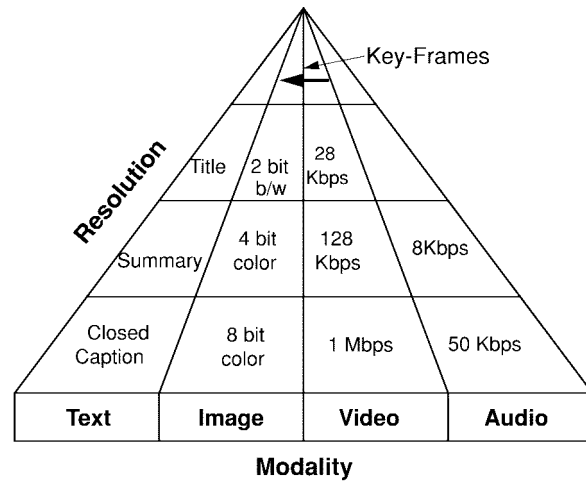 Key-Frames
Resolution
Title
2 bit
b/w
28
Kbps
Summary
4 bit
color
128
Kbps
8Kbps
Closed
Caption
8 bit
color
1 Mbps
50 Kbps
Text
Image
Video
Audio
Modality